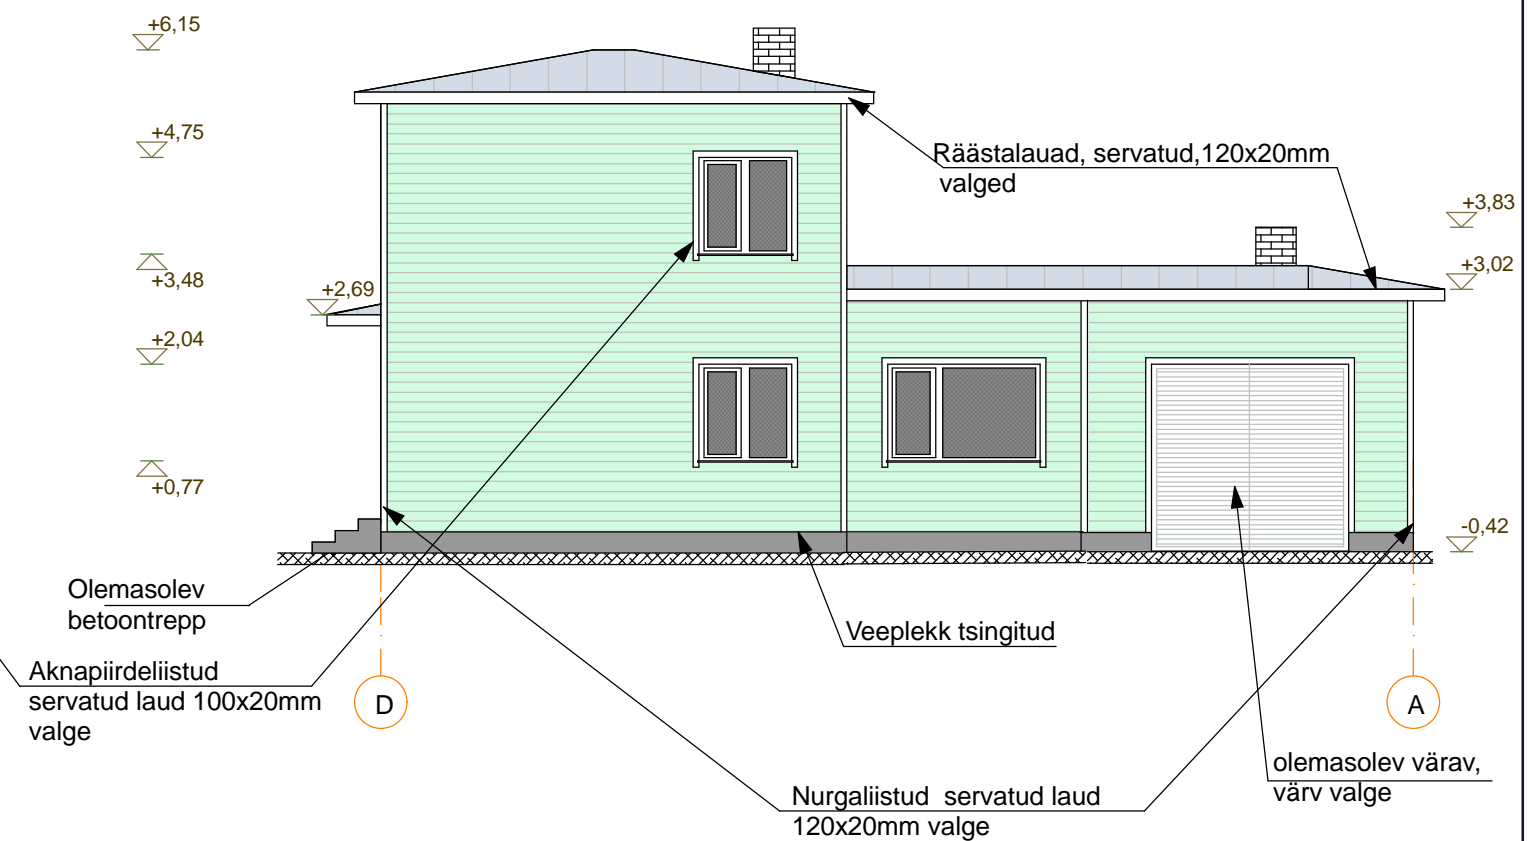 +6,15
+4,75
+3,48
+2,69
+2,04
+0,77
Räästalauad, servatud,120x20mm
valged
+3,83
+3,02
-0,42
Olemasolev
betoontrepp
Veeplekk tsingitud
Aknapiirdeliistud
servatud laud 100x20mm
valge
D
A
Nurgaliistud servatud laud
120x20mm valge
olemasolev värav,
värv valge